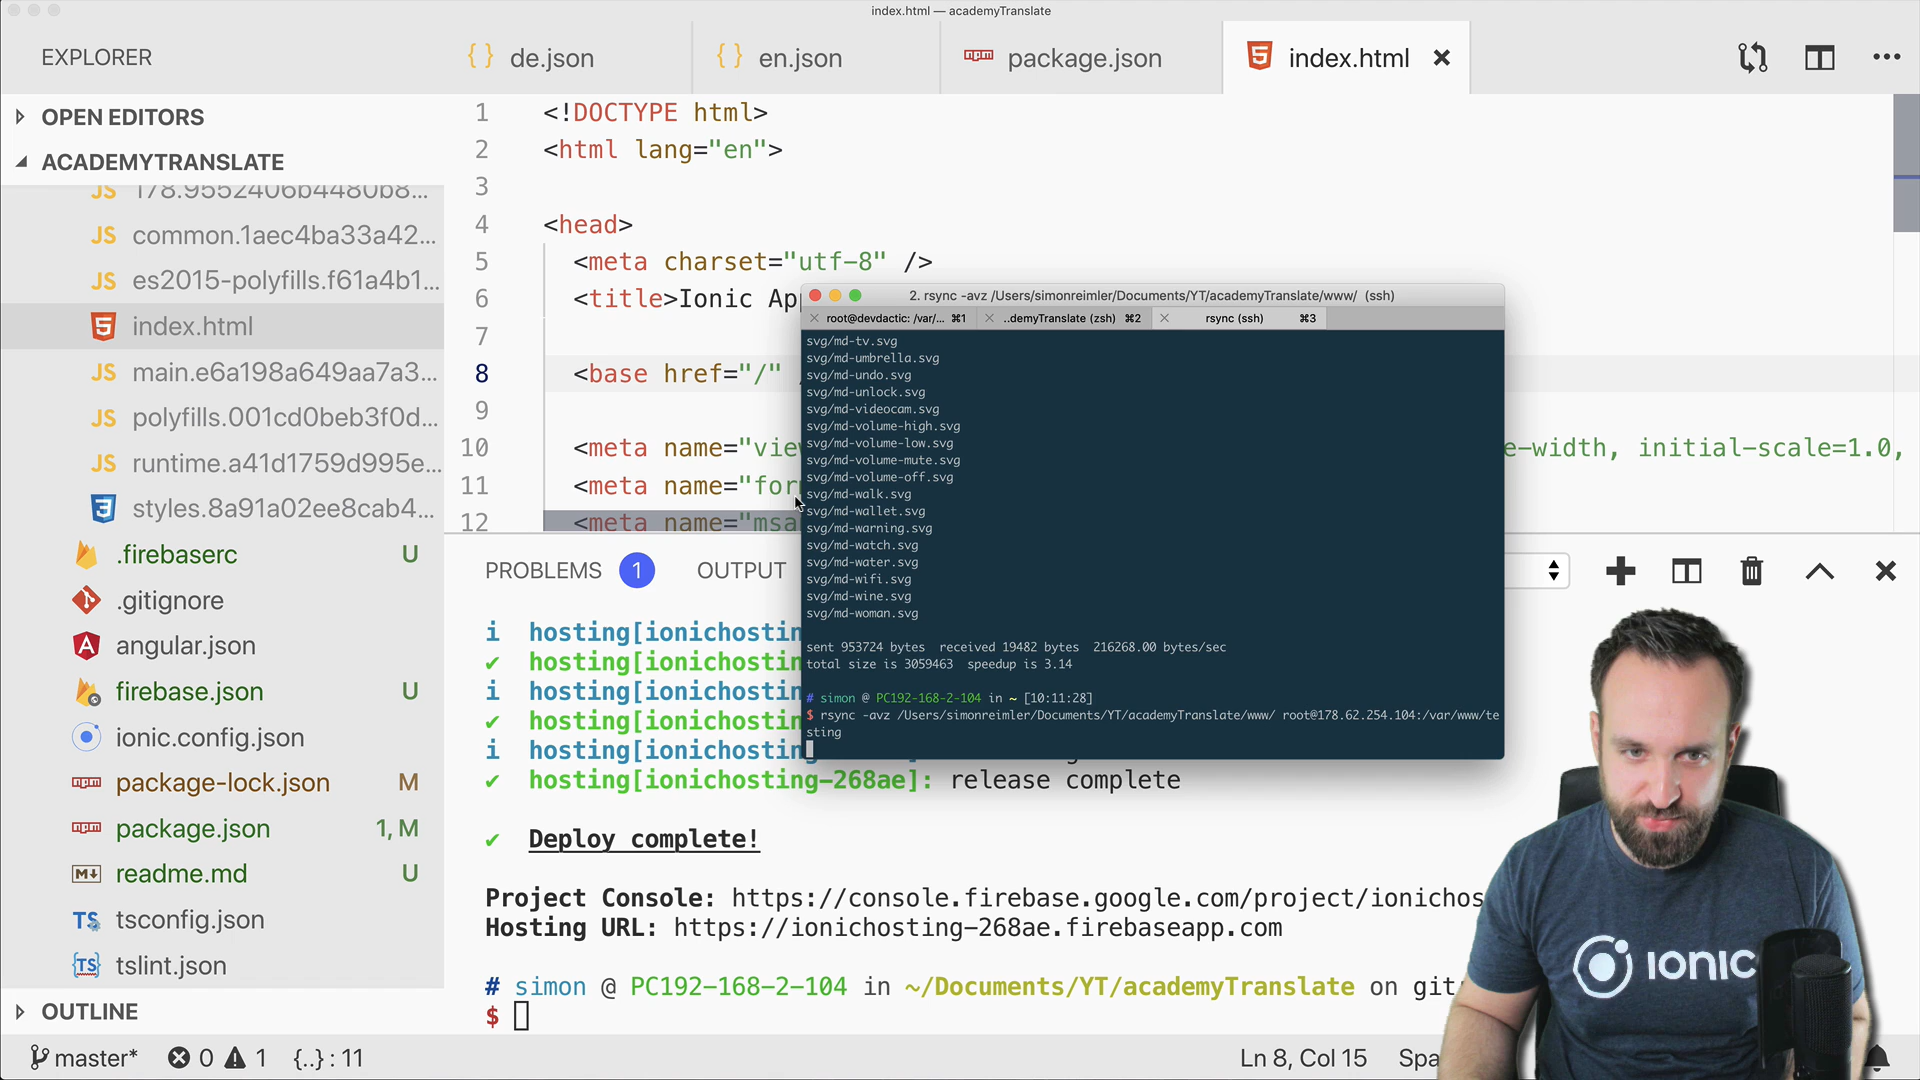 index.html — academyTranslate
EXPLORER
de.json
en.json
package.json
index.html
OPEN EDITORS
ACADEMYTRANSLATE
JS 178.9552406b4480b8...
JS common.1aec4ba33a42...
JS es2015-polyfills.f61a4b1...
index.html
JS main.e6a198a649aa7a3...
JS polyfills.001cd0beb3f0d...
JS runtime.a41d1759d995e...
styles.8a91a02ee8cab4...
.firebaserc U
.gitignore
angular.json
firebase.json U
ionic.config.json
package-lock.json M
package.json 1, M
readme.md U
TS tsconfig.json
TS tslint.json
OUTLINE
1 <!DOCTYPE html>
2 <html lang="en">
3
4 <head>
5 <meta charset="utf-8" />
6 <title>Ionic Ap
7
8 <base href="/"
9
10 <meta name="view e-width, initial-scale=1.0,
11 <meta name="for
12 <meta name="msa
2. rsync -avz /Users/simonreimler/Documents/YT/academyTranslate/www/ (ssh)
root@devdactic: /var/... ⌘1
..demyTranslate (zsh) ⌘2
rsync (ssh) ⌘3
svg/md-tv.svg
svg/md-umbrella.svg
svg/md-undo.svg
svg/md-unlock.svg
svg/md-videocam.svg
svg/md-volume-high.svg
svg/md-volume-low.svg
svg/md-volume-mute.svg
svg/md-volume-off.svg
svg/md-walk.svg
svg/md-wallet.svg
svg/md-warning.svg
svg/md-watch.svg
svg/md-water.svg
svg/md-wifi.svg
svg/md-wine.svg
svg/md-woman.svg
sent 953724 bytes received 19482 bytes 216268.00 bytes/sec
total size is 3059463 speedup is 3.14
# simon @ PC192-168-2-104 in ~ [10:11:28]
$ rsync -avz /Users/simonreimler/Documents/YT/academyTranslate/www/ root@178.62.254.104:/var/www/te
sting
PROBLEMS 1 OUTPUT
i hosting[ionichostin
✔ hosting[ionichostin
i hosting[ionichostin
✔ hosting[ionichostin
i hosting[ionichosting
✔ hosting[ionichosting-268ae]: release complete
✔ Deploy complete!
Project Console: https://console.firebase.google.com/project/ionichos
Hosting URL: https://ionichosting-268ae.firebaseapp.com
# simon @ PC192-168-2-104 in ~/Documents/YT/academyTranslate on git
$
IONIC
master* 0 1 {..} : 11
Ln 8, Col 15 Spa